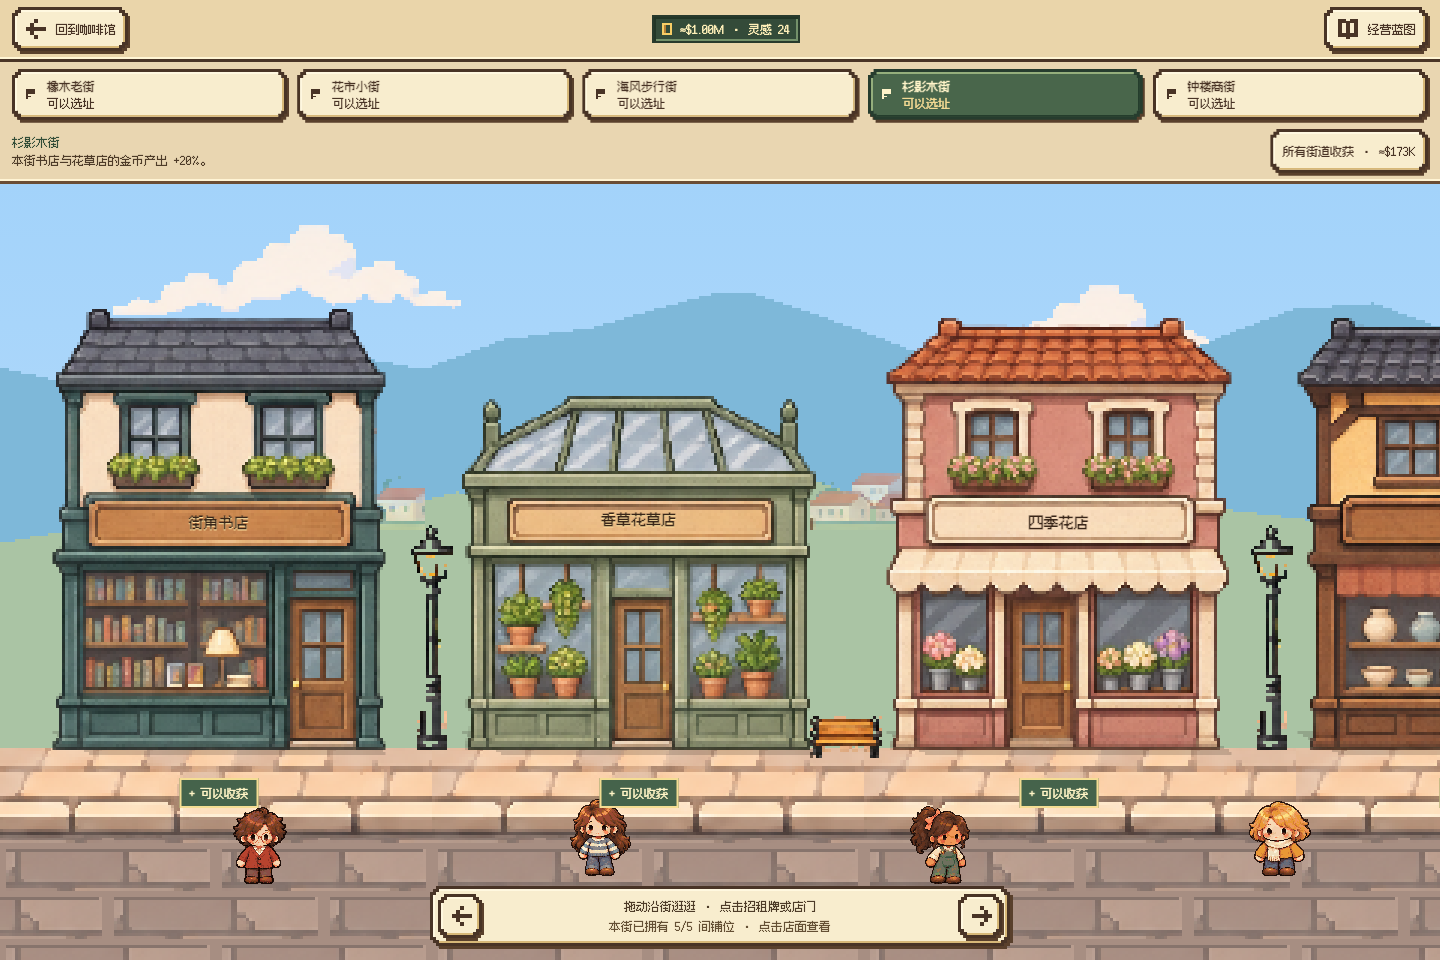 回到咖啡馆
≈$1.00M · 灵感 24
经营蓝图
橡木老街
可以选址
花市小街
可以选址
海风步行街
可以选址
杉影木街
可以选址
钟楼商街
可以选址
杉影木街
本街书店与花草店的金币产出 +20%。
所有街道收获 · ≈$173K
街角书店
香草花草店
四季花店
+ 可以收获
+ 可以收获
+ 可以收获
拖动沿街逛逛 · 点击招租牌或店门
本街已拥有 5/5 间铺位 · 点击店面查看